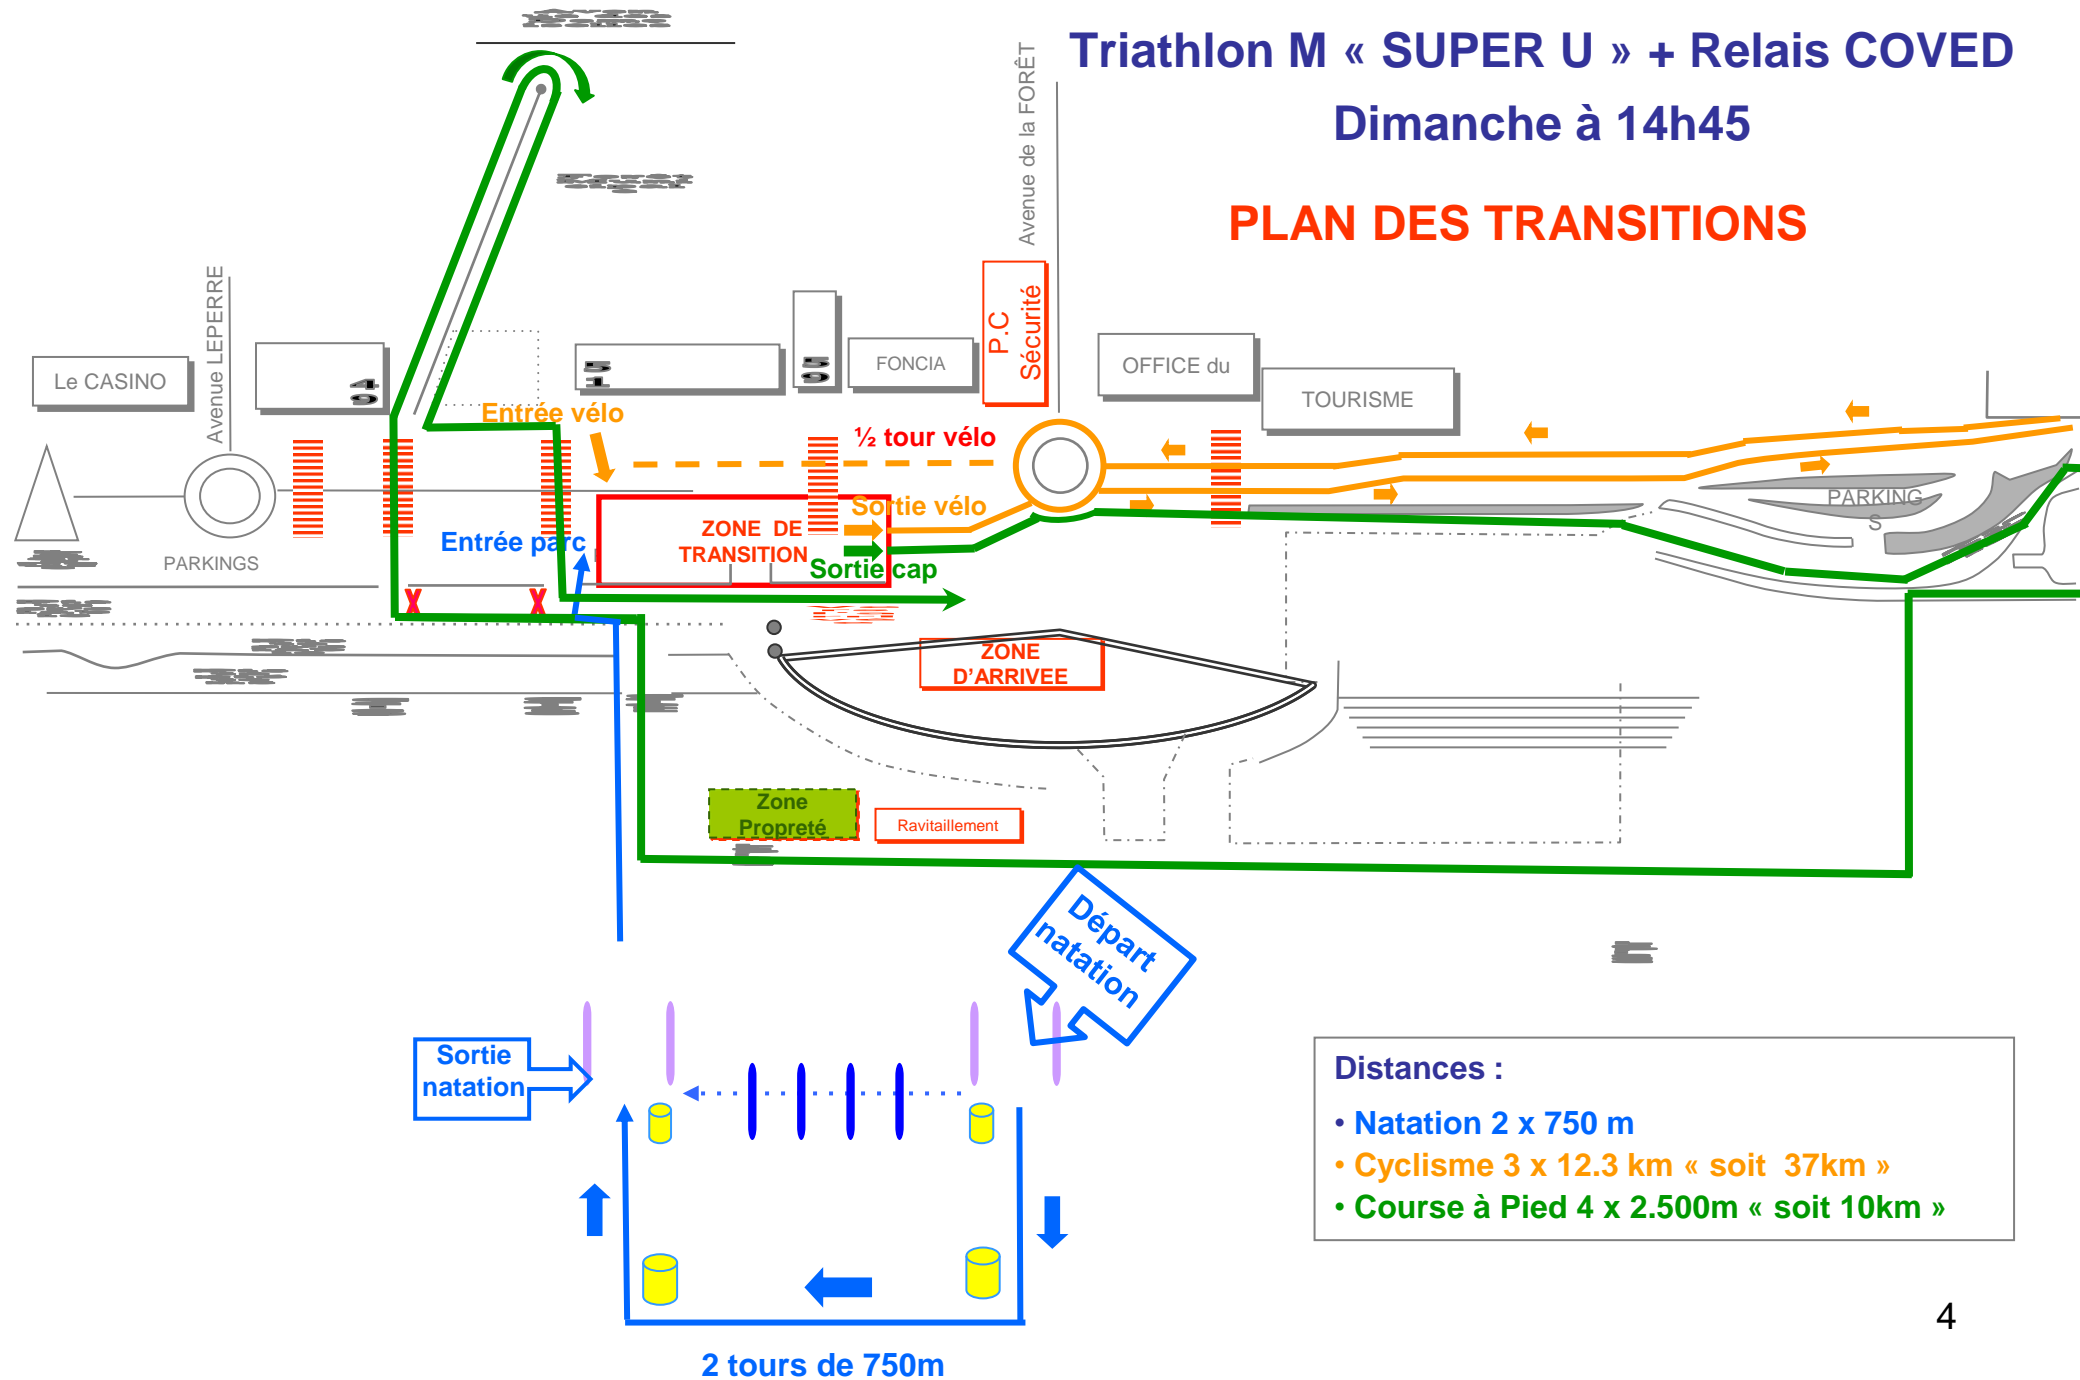 Triathlon M « SUPER U » + Relais COVED
Dimanche à 14h45
PLAN DES TRANSITIONS
Avenue de la FORÊT
Avenue LEPERRE
P.C
Sécurité
Le CASINO
49
51
59
FONCIA
OFFICE du
TOURISME
Entrée vélo
½ tour vélo
Sortie vélo
PARKING
S
ZONE DE
TRANSITION
Entrée parc
PARKINGS
Sortie cap
X
X
ZONE
D'ARRIVEE
Zone
Propreté
Ravitaillement
Départ
natation
Sortie
natation
Distances :
• Natation 2 x 750 m
• Cyclisme 3 x 12.3 km « soit 37km »
• Course à Pied 4 x 2.500m « soit 10km »
4
2 tours de 750m